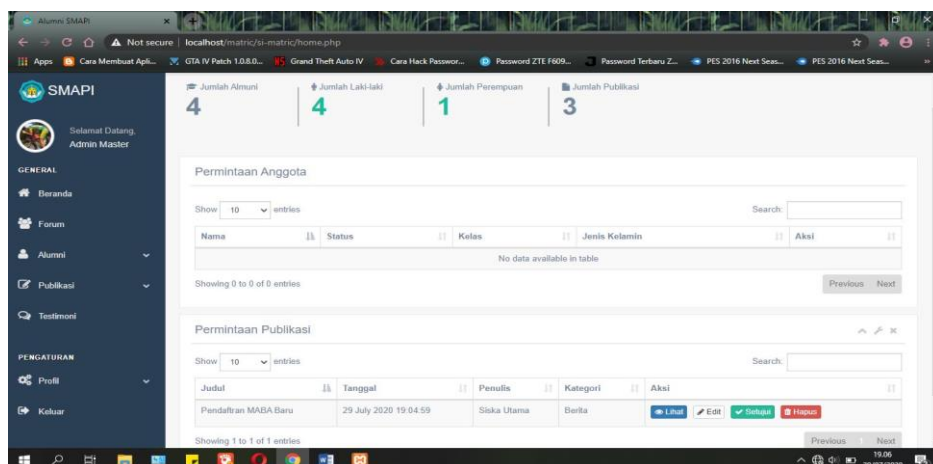 Alumni SMAPI
Not secure | localhost/matric/si-matric/home.php
Apps Cara Membuat Apli... GTA IV Patch 1.0.8.0... Grand Theft Auto IV Cara Hack Passwor... Password ZTE F609... Password Terbaru Z... PES 2016 Next Seas... PES 2016 Next Seas...
SMAPI
Selamat Datang,
Admin Master
GENERAL
Beranda
Forum
Alumni
Publikasi
Testimoni
PENGATURAN
Profil
Keluar
Jumlah Almuni Jumlah Laki-laki Jumlah Perempuan Jumlah Publikasi
4 4 1 3
Permintaan Anggota
Show 10 entries Search:
Nama Status Kelas Jenis Kelamin Aksi
No data available in table
Showing 0 to 0 of 0 entries Previous Next
Permintaan Publikasi
Show 10 entries Search:
Judul Tanggal Penulis Kategori Aksi
Pendaftran MABA Baru 29 July 2020 19:04:59 Siska Utama Berita Lihat Edit Setujui Hapus
Showing 1 to 1 of 1 entries Previous 1 Next
19.06